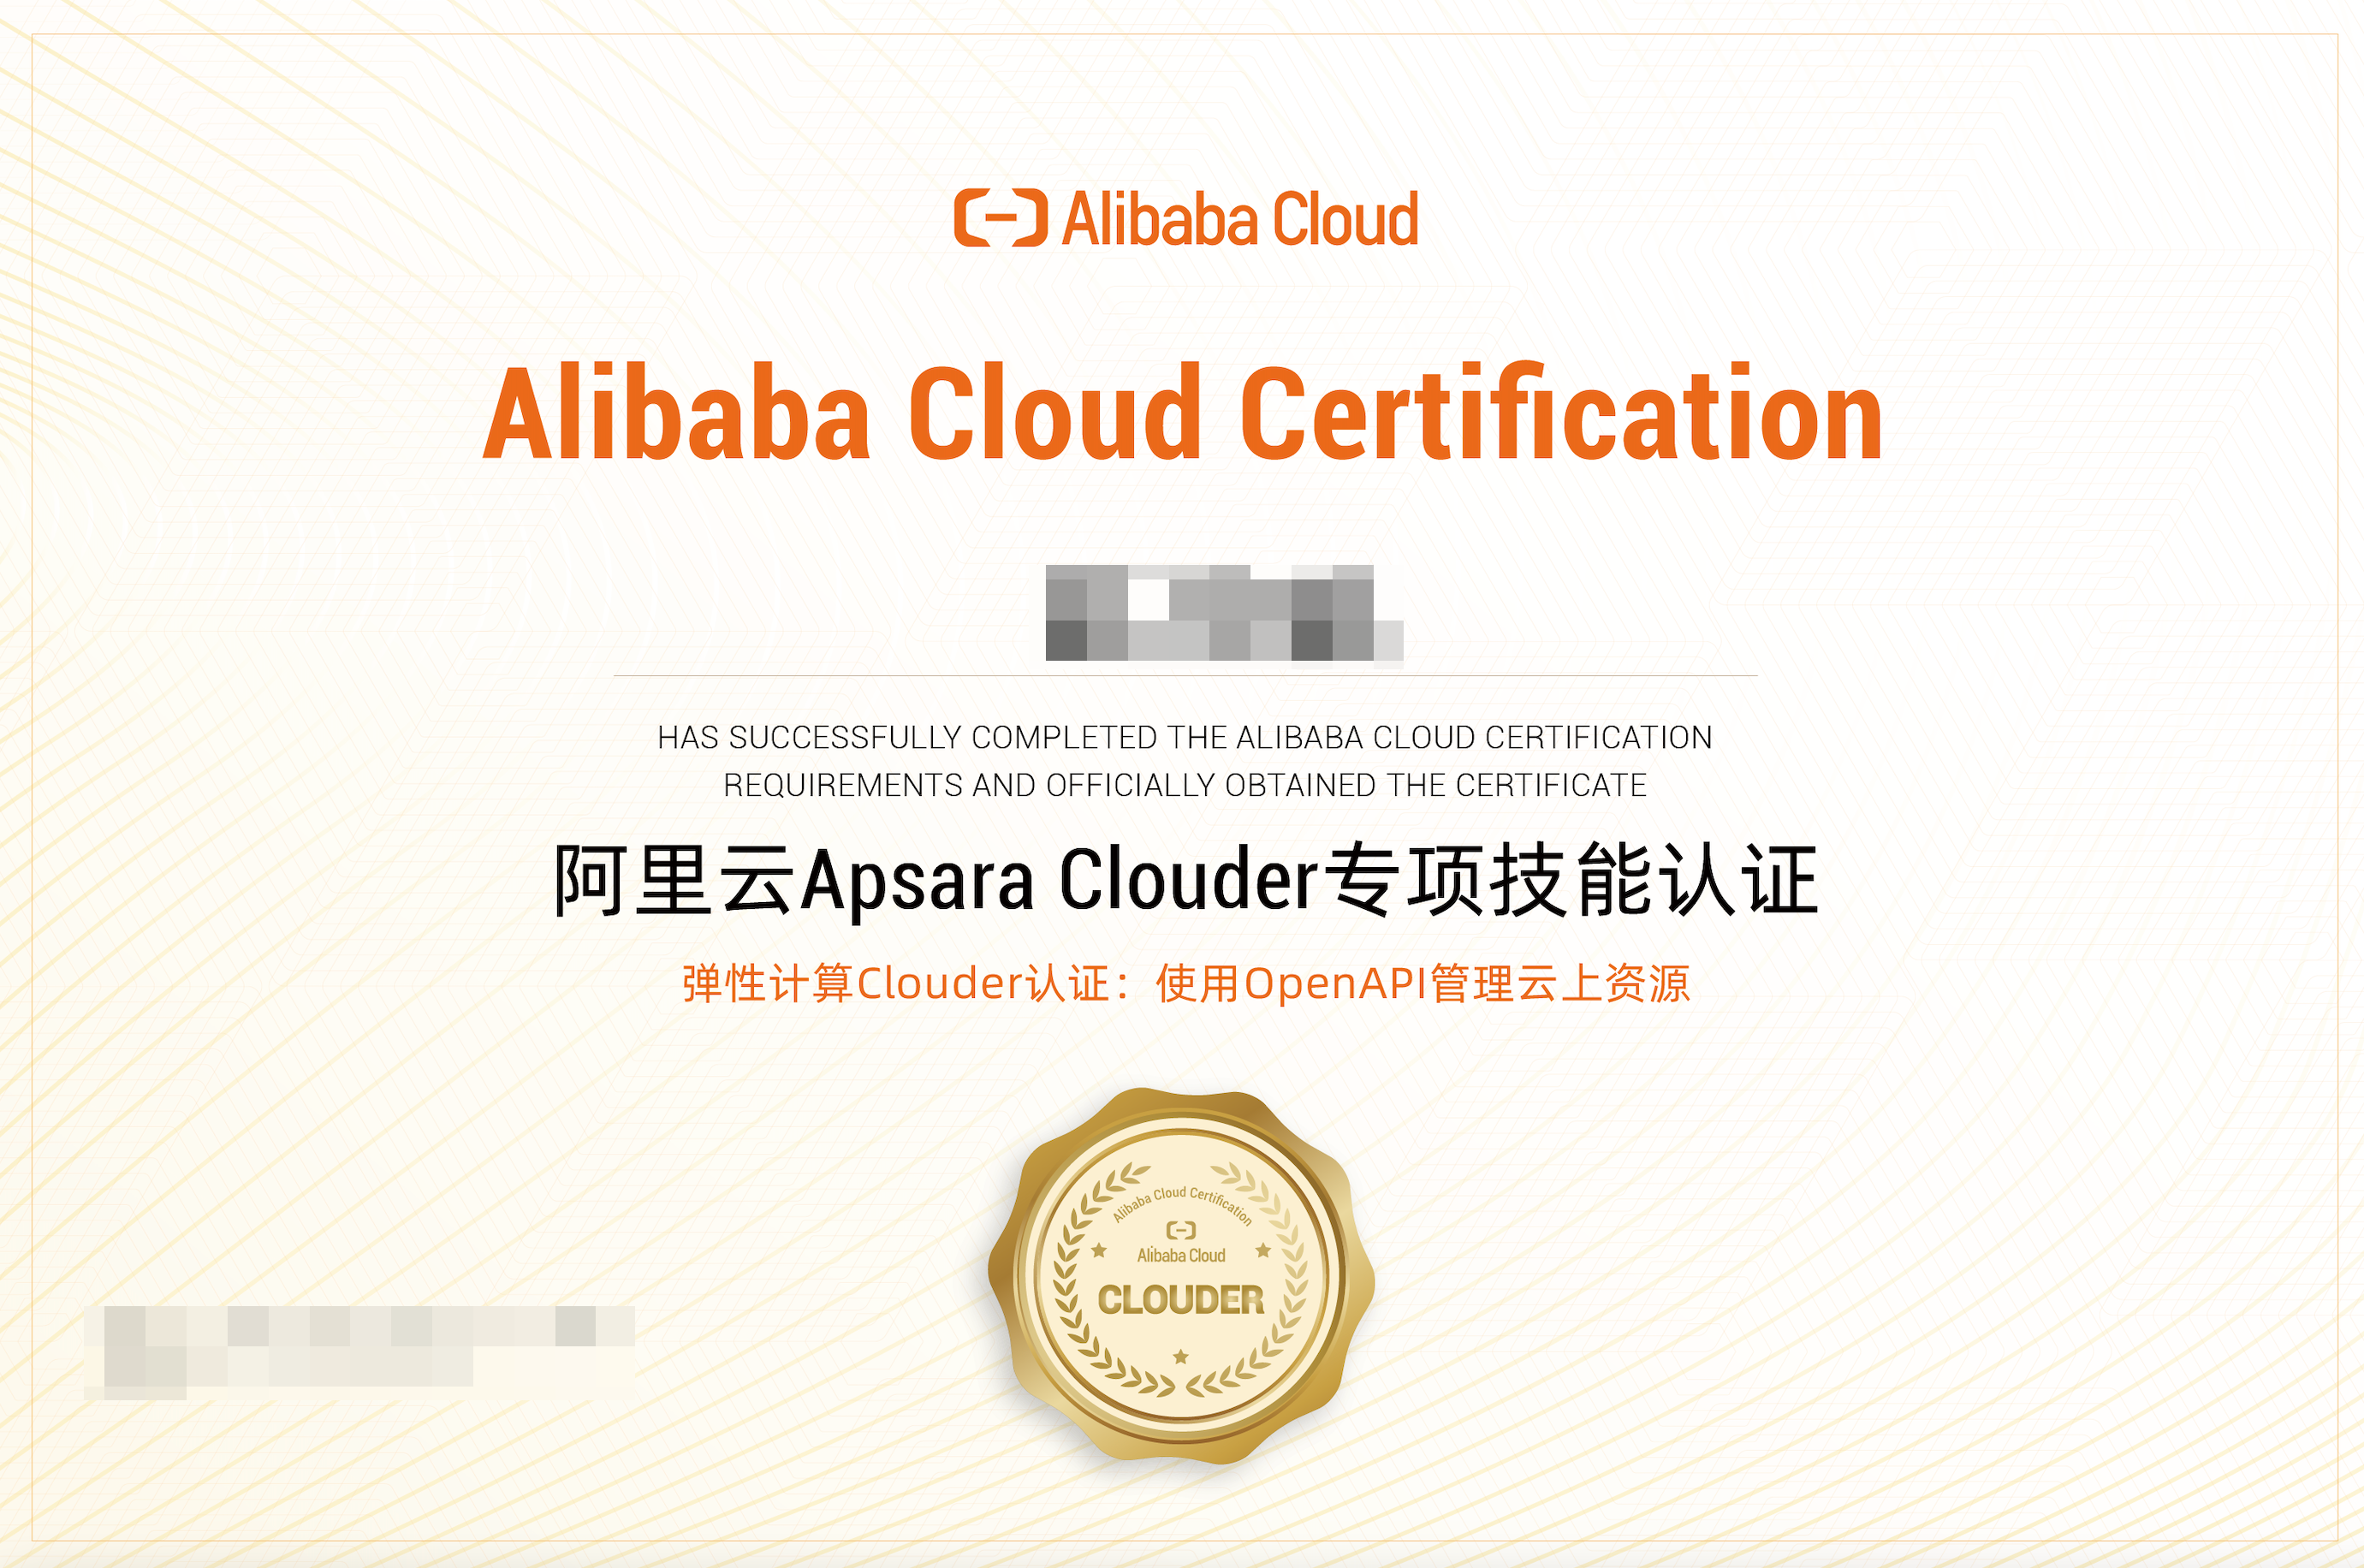 Alibaba Cloud
Alibaba Cloud Certification
HAS SUCCESSFULLY COMPLETED THE ALIBABA CLOUD CERTIFICATION
REQUIREMENTS AND OFFICIALLY OBTAINED THE CERTIFICATE
阿里云Apsara Clouder专项技能认证
弹性计算Clouder认证：使用OpenAPI管理云上资源
Alibaba Cloud Certification
Alibaba Cloud
CLOUDER